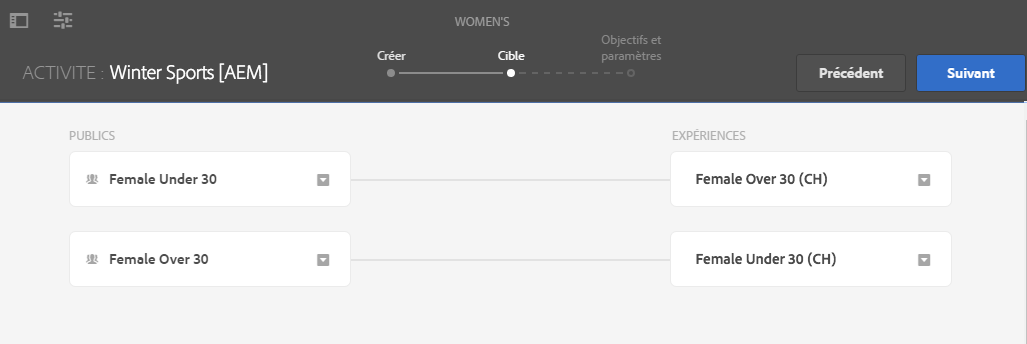 WOMEN'S
ACTIVITE : Winter Sports [AEM]
Créer
Cible
Objectifs et
paramètres
Précédent
Suivant
PUBLICS
EXPÉRIENCES
Female Under 30
Female Over 30 (CH)
Female Over 30
Female Under 30 (CH)